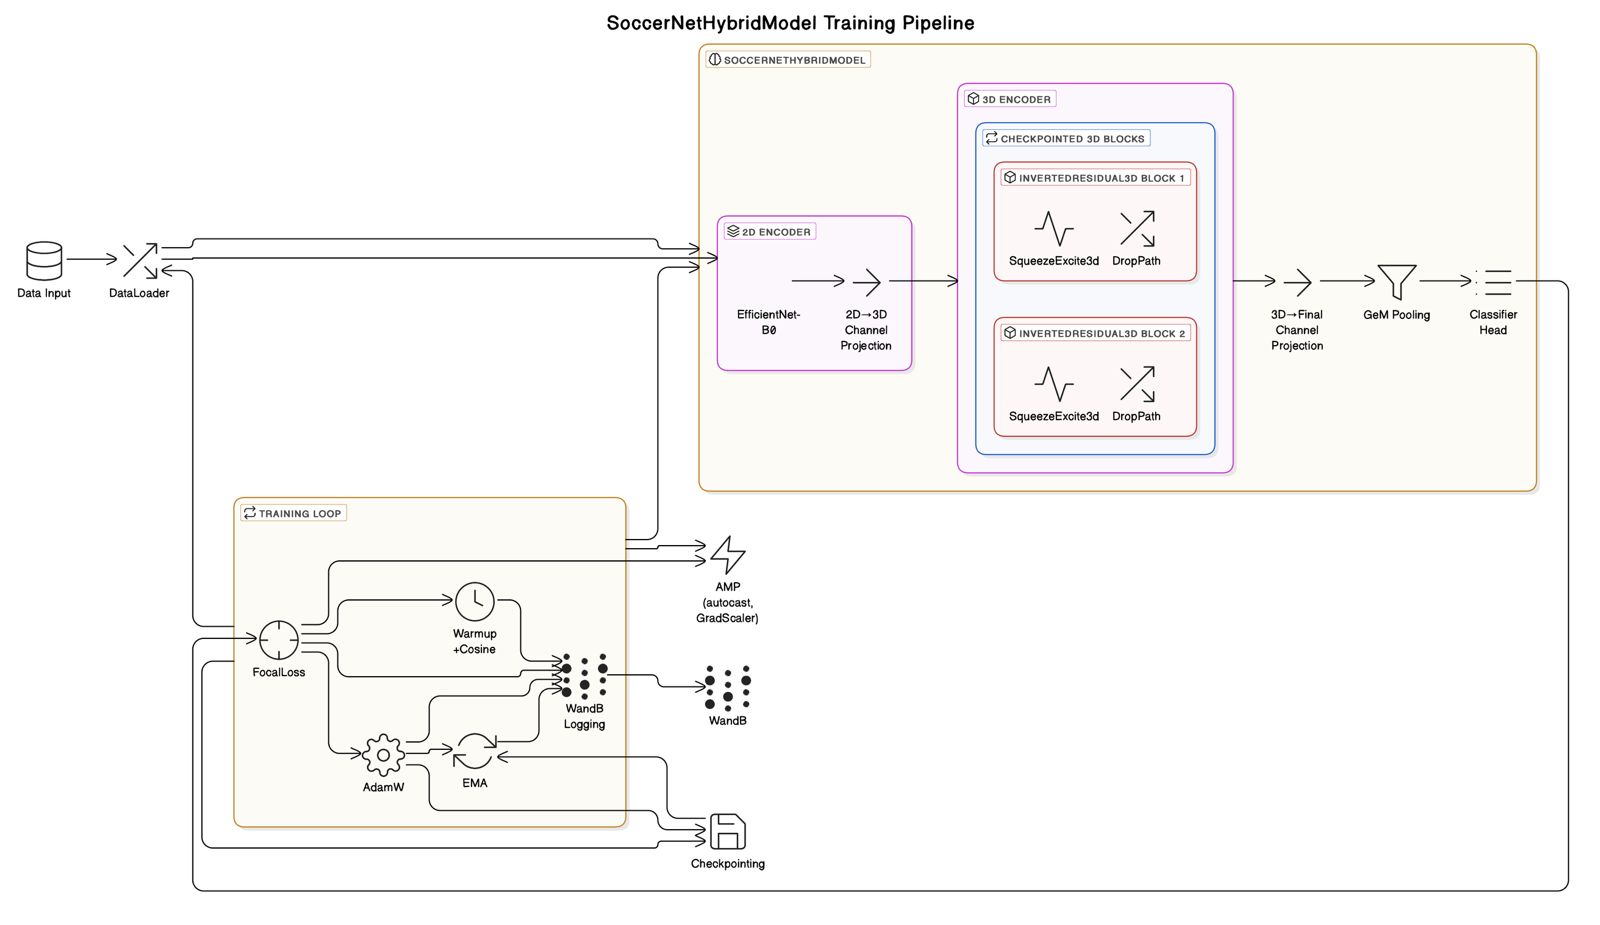 SoccerNetHybridModel Training Pipeline
SOCCERNETHYBRIDMODEL
3D ENCODER
CHECKPOINTED 3D BLOCKS
INVERTEDRESIDUAL3D BLOCK 1
SqueezeExcite3d
DropPath
2D ENCODER
EfficientNet-
B0
2D→3D
Channel
Projection
INVERTEDRESIDUAL3D BLOCK 2
SqueezeExcite3d
DropPath
3D→Final
Channel
Projection
GeM Pooling
Classifier
Head
Data Input
DataLoader
TRAINING LOOP
FocalLoss
Warmup
+Cosine
WandB
Logging
AdamW
EMA
AMP
(autocast,
GradScaler)
WandB
Checkpointing